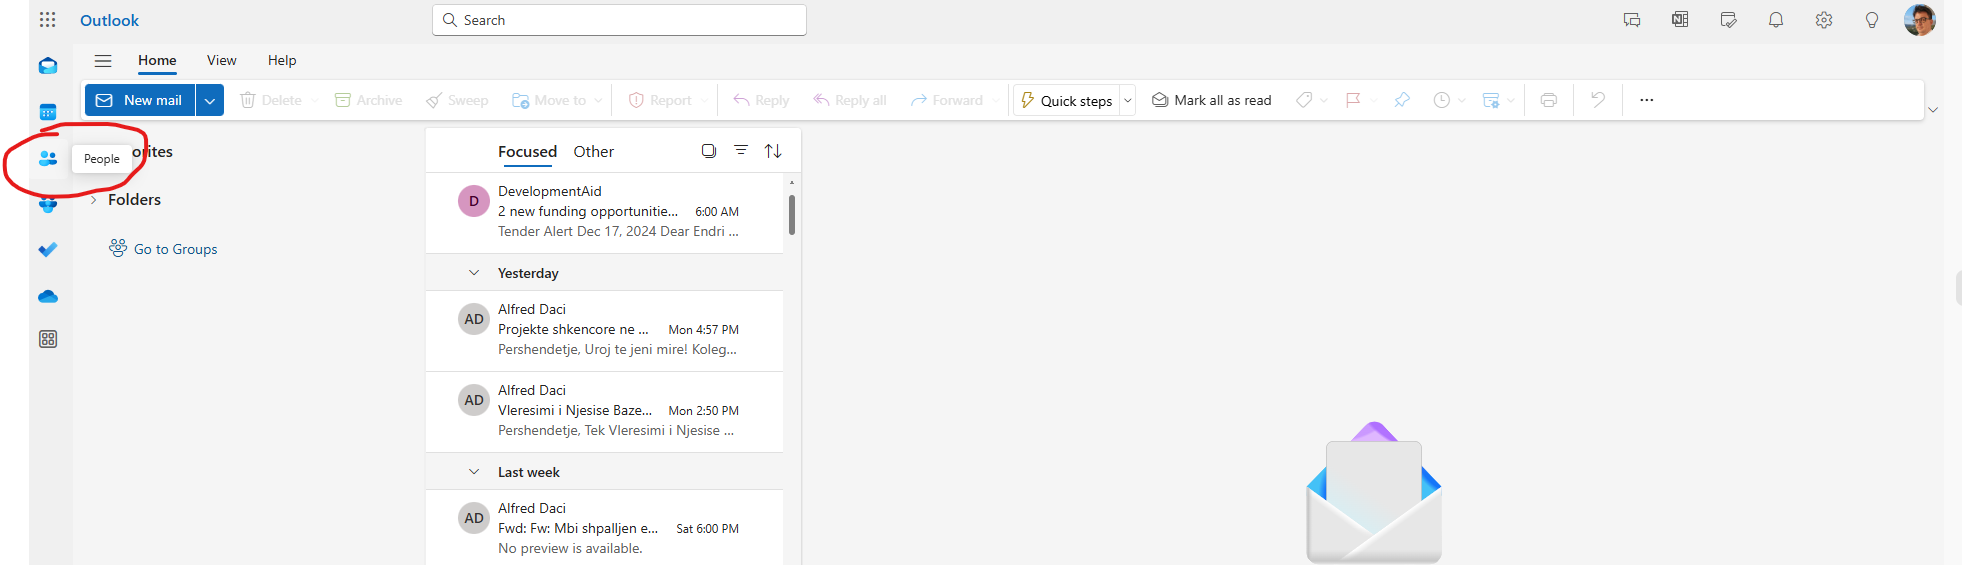 Outlook
Search
Home View Help
New mail Delete Archive Sweep Move to Report Reply Reply all Forward Quick steps Mark all as read
People
orites
Folders
Go to Groups
Focused Other
D
DevelopmentAid
2 new funding opportunitie... 6:00 AM
Tender Alert Dec 17, 2024 Dear Endri ...
Yesterday
AD
Alfred Daci
Projekte shkencore ne ... Mon 4:57 PM
Pershendetje, Uroj te jeni mire! Koleg...
AD
Alfred Daci
Vleresimi i Njesise Baze... Mon 2:50 PM
Pershendetje, Tek Vleresimi i Njesise ...
Last week
AD
Alfred Daci
Fwd: Fw: Mbi shpalljen e... Sat 6:00 PM
No preview is available.